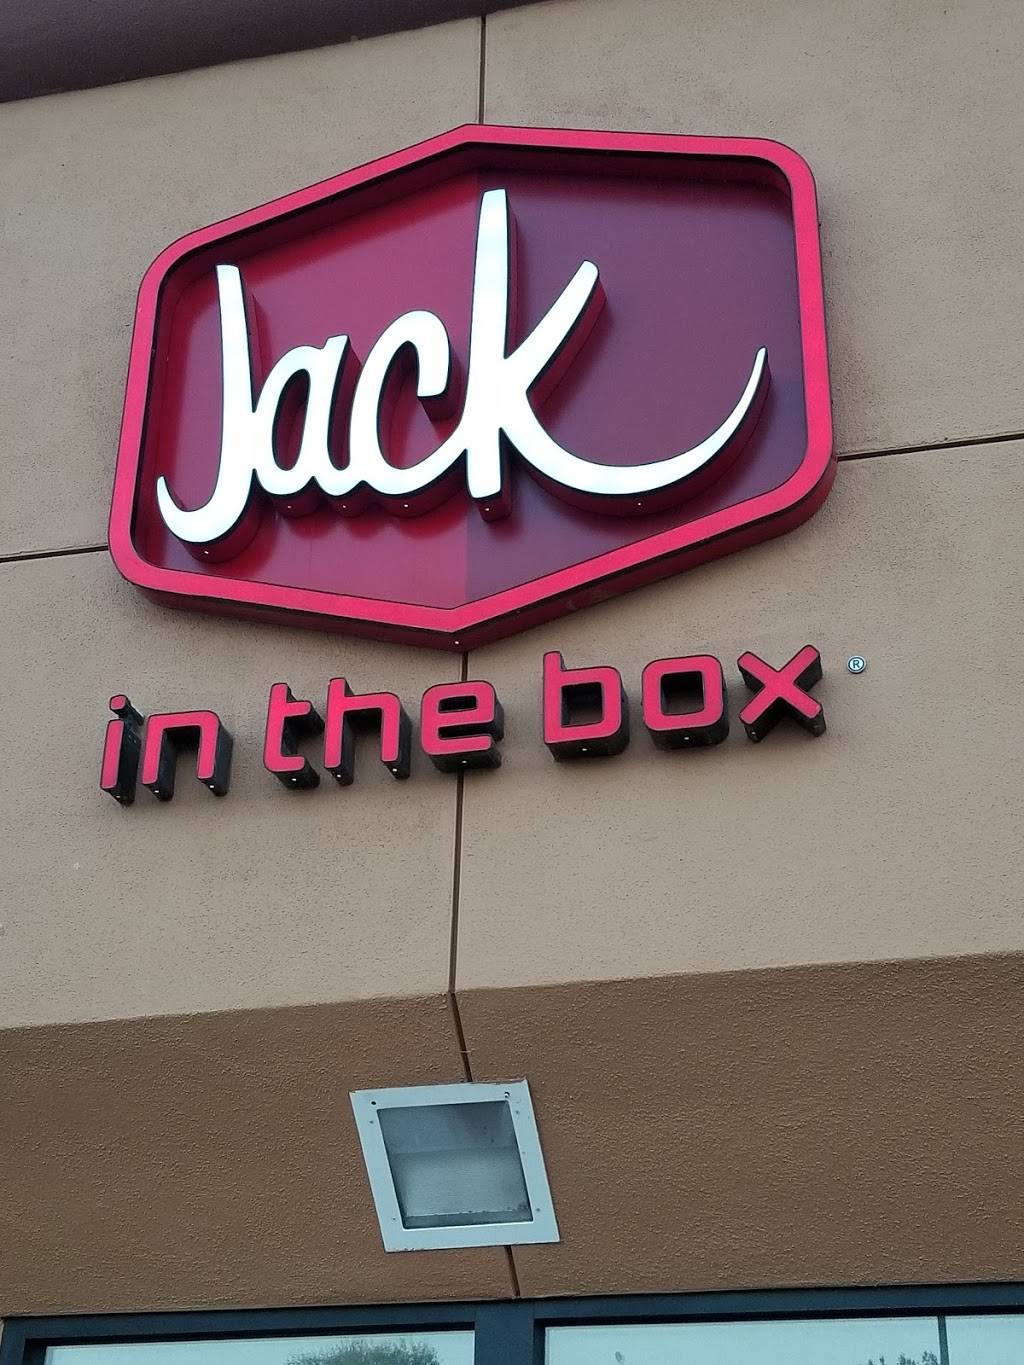 Jack
in the box ®